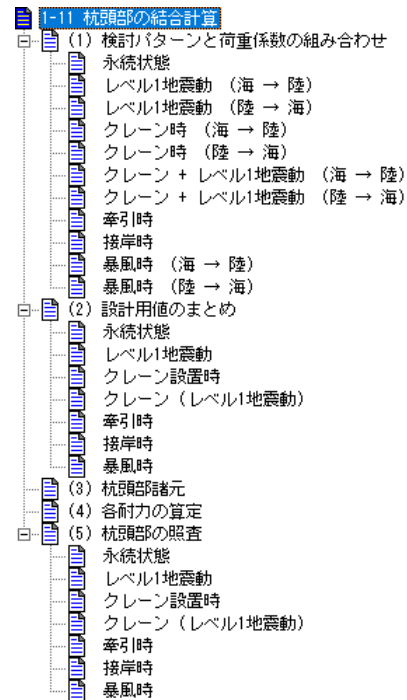 1-11 杭頭部の結合計算
(1) 検討パターンと荷重係数の組み合わせ
永続状態
レベル1地震動 (海 → 陸)
レベル1地震動 (陸 → 海)
クレーン時 (海 → 陸)
クレーン時 (陸 → 海)
クレーン + レベル1地震動 (海 → 陸)
クレーン + レベル1地震動 (陸 → 海)
牽引時
接岸時
暴風時 (海 → 陸)
暴風時 (陸 → 海)
(2) 設計用値のまとめ
永続状態
レベル1地震動
クレーン設置時
クレーン (レベル1地震動)
牽引時
接岸時
暴風時
(3) 杭頭部諸元
(4) 各耐力の算定
(5) 杭頭部の照査
永続状態
レベル1地震動
クレーン設置時
クレーン (レベル1地震動)
牽引時
接岸時
暴風時